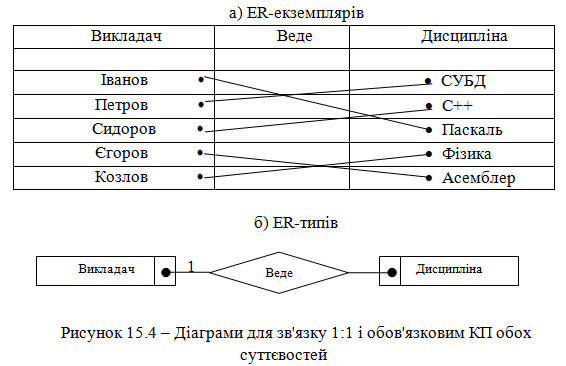 а) ER-екземплярів
Викладач Веде Дисципліна
Іванов СУБД
Петров С++
Сидоров Паскаль
Єгоров Фізика
Козлов Асемблер
б) ER-типів
Викладач 1 Веде Дисципліна
Рисунок 15.4 – Діаграми для зв'язку 1:1 і обов'язковим КП обох
суттєвостей